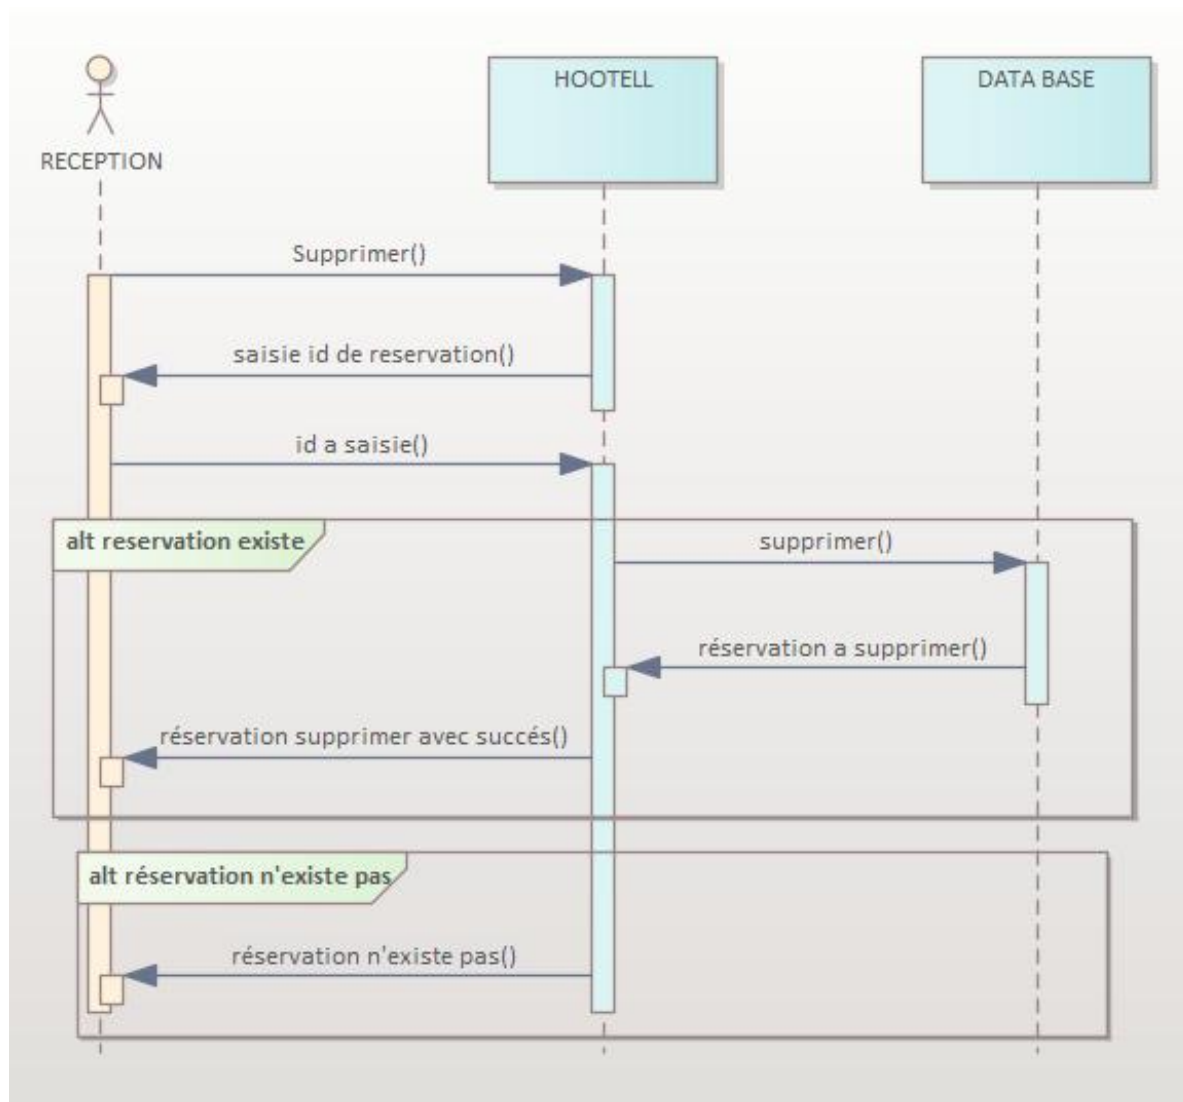 RECEPTION
HOOTELL
DATA BASE
Supprimer()
saisie id de reservation()
id a saisie()
alt reservation existe
supprimer()
réservation a supprimer()
réservation supprimer avec succés()
alt réservation n'existe pas
réservation n'existe pas()